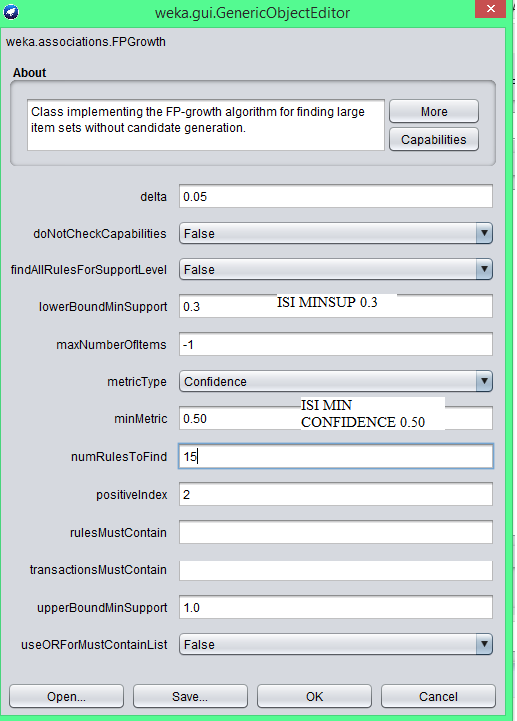 weka.gui.GenericObjectEditor
weka.associations.FPGrowth
About
Class implementing the FP-growth algorithm for finding large
item sets without candidate generation.
More
Capabilities
delta 0.05
doNotCheckCapabilities False
findAllRulesForSupportLevel False
lowerBoundMinSupport 0.3 ISI MINSUP 0.3
maxNumberOfItems -1
metricType Confidence
minMetric 0.50 ISI MIN
CONFIDENCE 0.50
numRulesToFind 15
positiveIndex 2
rulesMustContain
transactionsMustContain
upperBoundMinSupport 1.0
useORForMustContainList False
Open... Save... OK Cancel